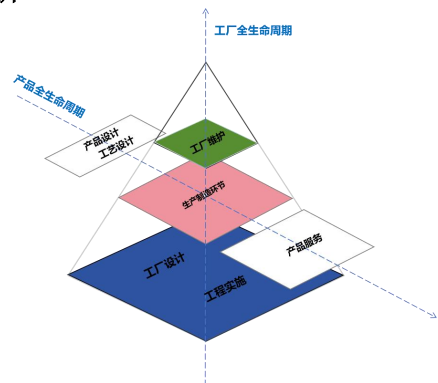 工厂全生命周期
产品全生命周期
产品设计
工艺设计
工厂维护
生产制造环节
产品服务
工厂设计
工程实施